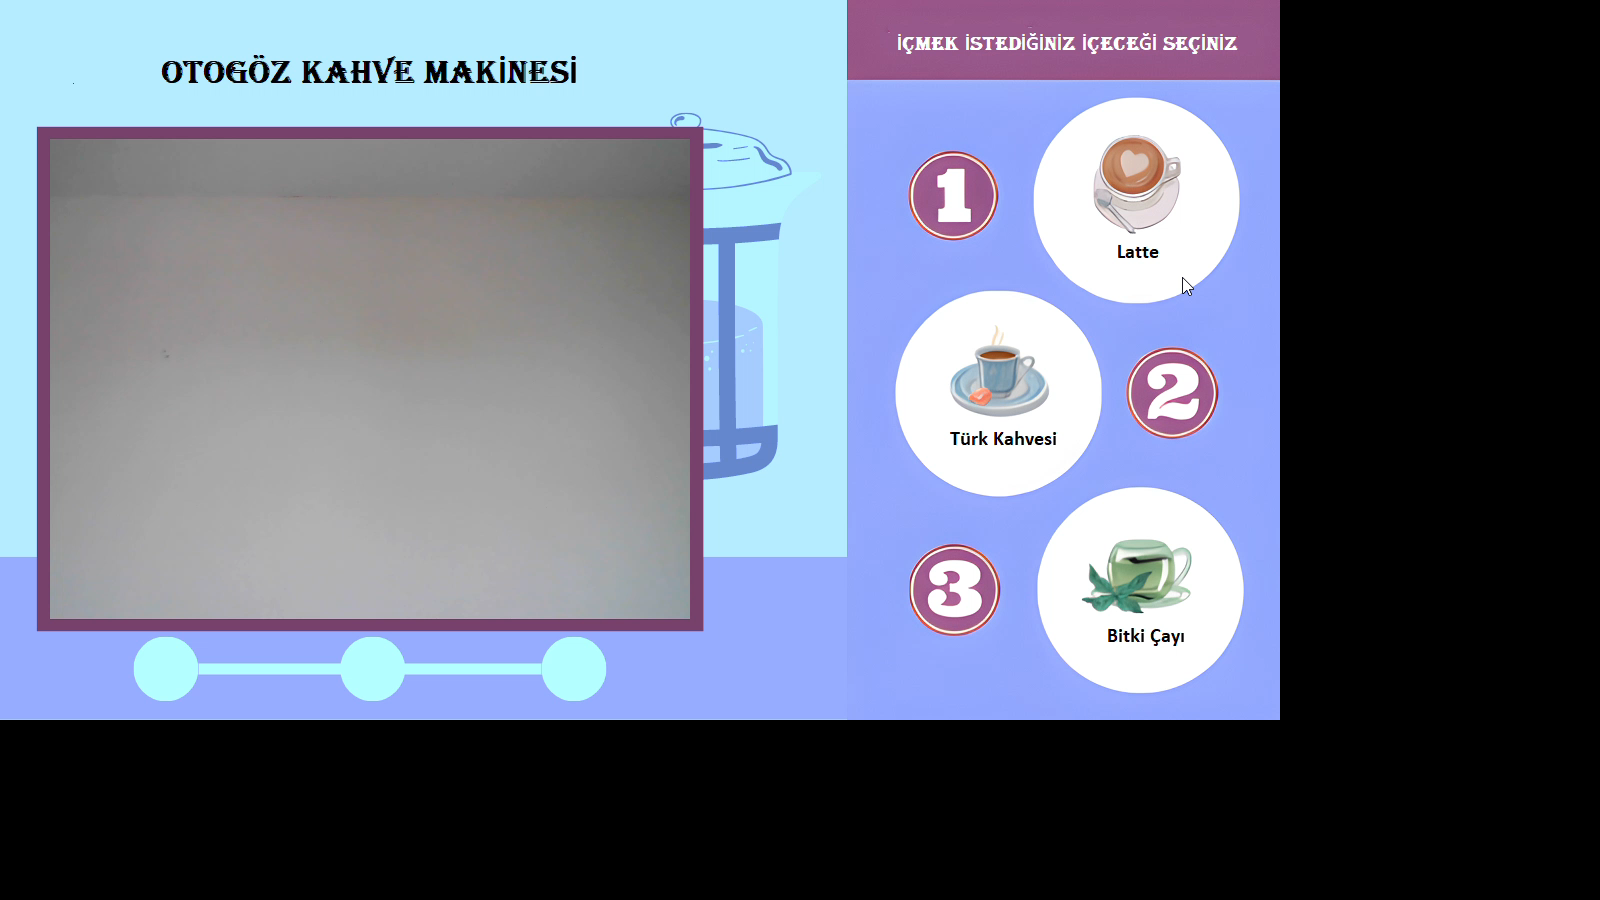 OTOGÖZ KAHVE MAKİNESİ
İÇMEK İSTEDİĞİNİZ İÇECEĞİ SEÇİNİZ
1
Latte
Türk Kahvesi
2
3
Bitki Çayı